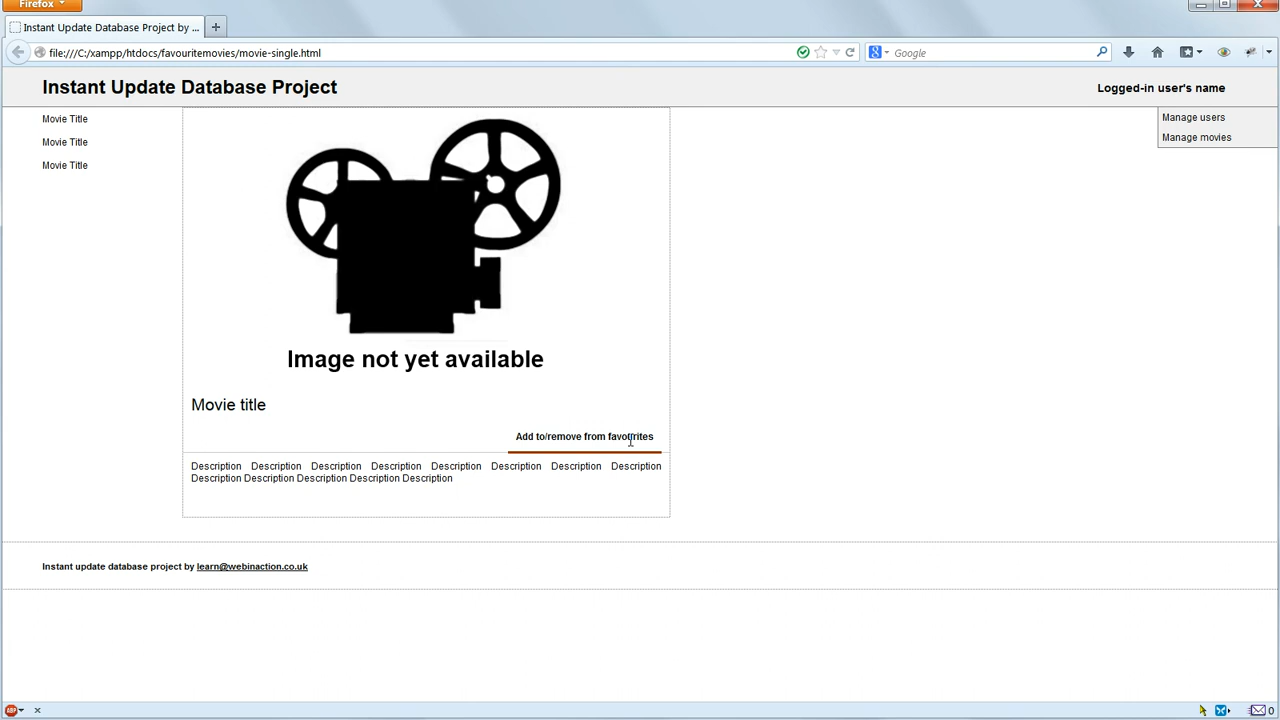 Firefox
Instant Update Database Project by ...
file:///C:/xampp/htdocs/favouritemovies/movie-single.html
Google
Instant Update Database Project
Logged-in user's name
Manage users
Manage movies
Movie Title
Movie Title
Movie Title
Image not yet available
Movie title
Add to/remove from favourites
Description Description Description Description Description Description Description Description
Description Description Description Description Description
Instant update database project by learn@webinaction.co.uk
ABP
0